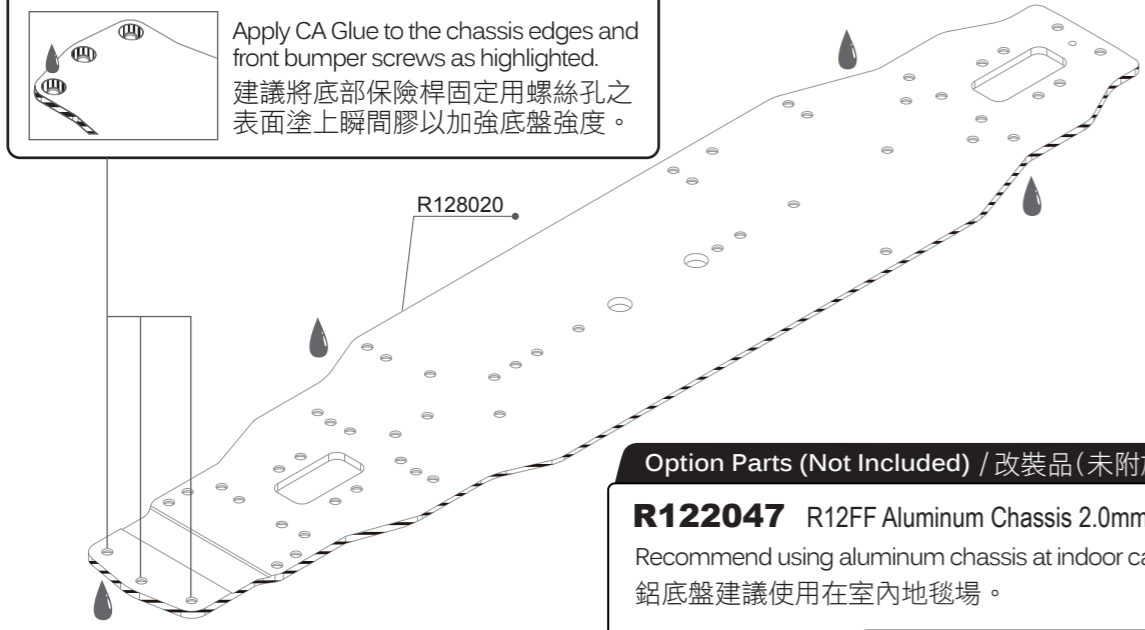 Apply CA Glue to the chassis edges and
front bumper screws as highlighted.
建議將底部保險桿固定用螺絲孔之
表面塗上瞬間膠以加強底盤強度。
R128020
Option Parts (Not Included) / 改裝品(未附
R122047 R12FF Aluminum Chassis 2.0mm
Recommend using aluminum chassis at indoor
鋁底盤建議使用在室內地毯場。